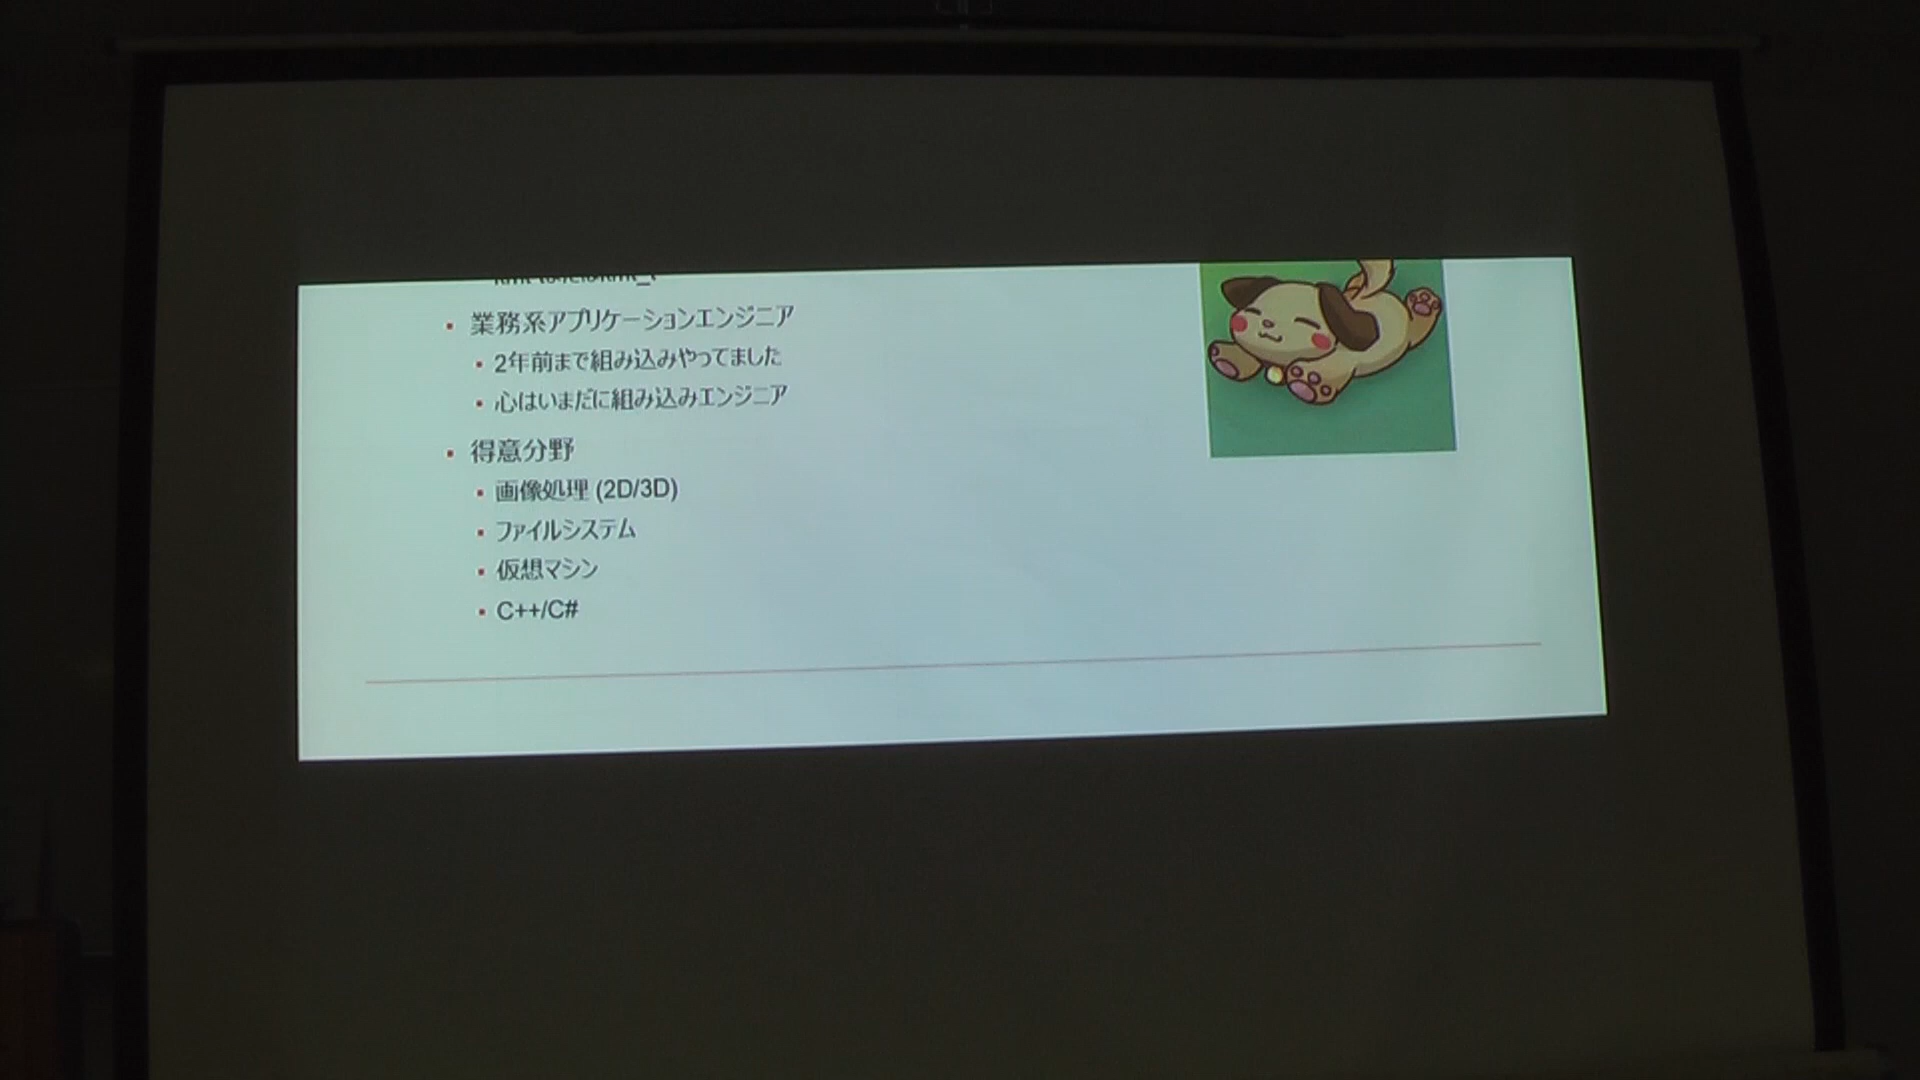 業務系アプリケーションエンジニア
2年前まで組み込みやってました
心はいまだに組み込みエンジニア
得意分野
画像処理 (2D/3D)
ファイルシステム
仮想マシン
C++/C#